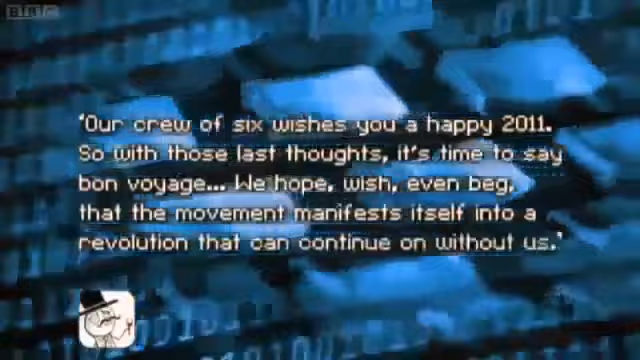 BBC
‘Our crew of six wishes you a happy 2011.
So with those last thoughts, it's time to say
bon voyage... We hope, wish, even beg,
that the movement manifests itself into a
revolution that can continue on without us.’